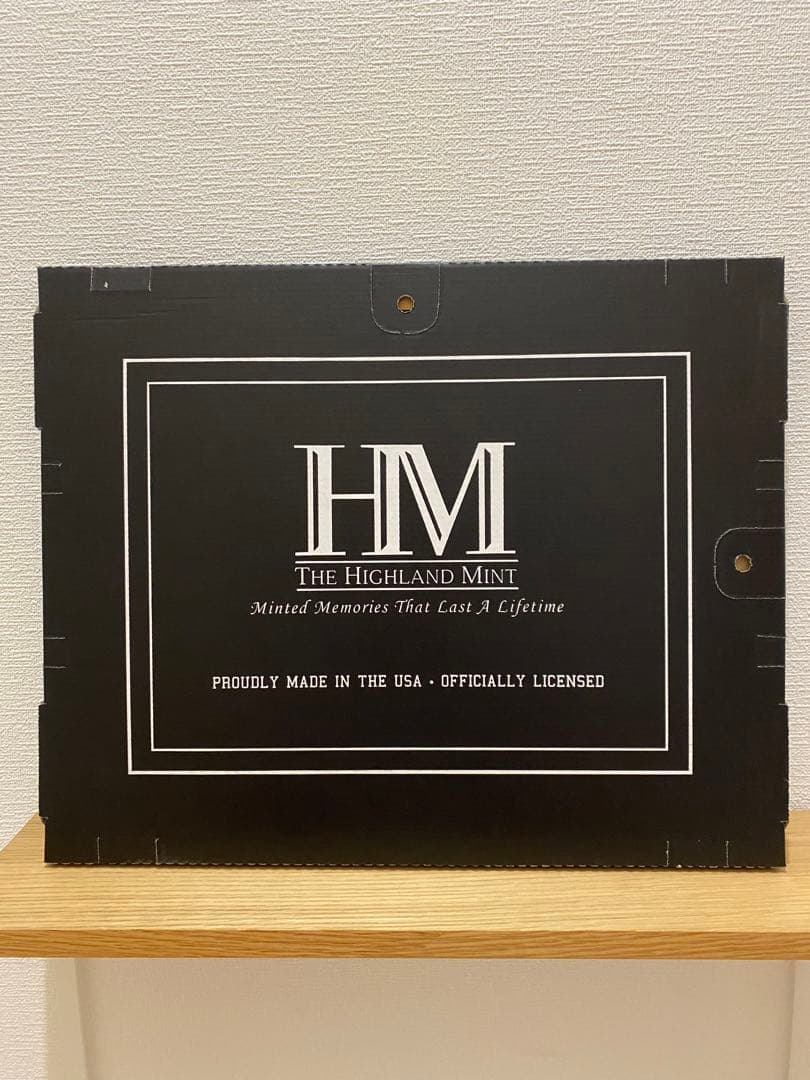 HM
THE HIGHLAND MINT
Minted Memories That Last A Lifetime
PROUDLY MADE IN THE USA • OFFICIALLY LICENSED